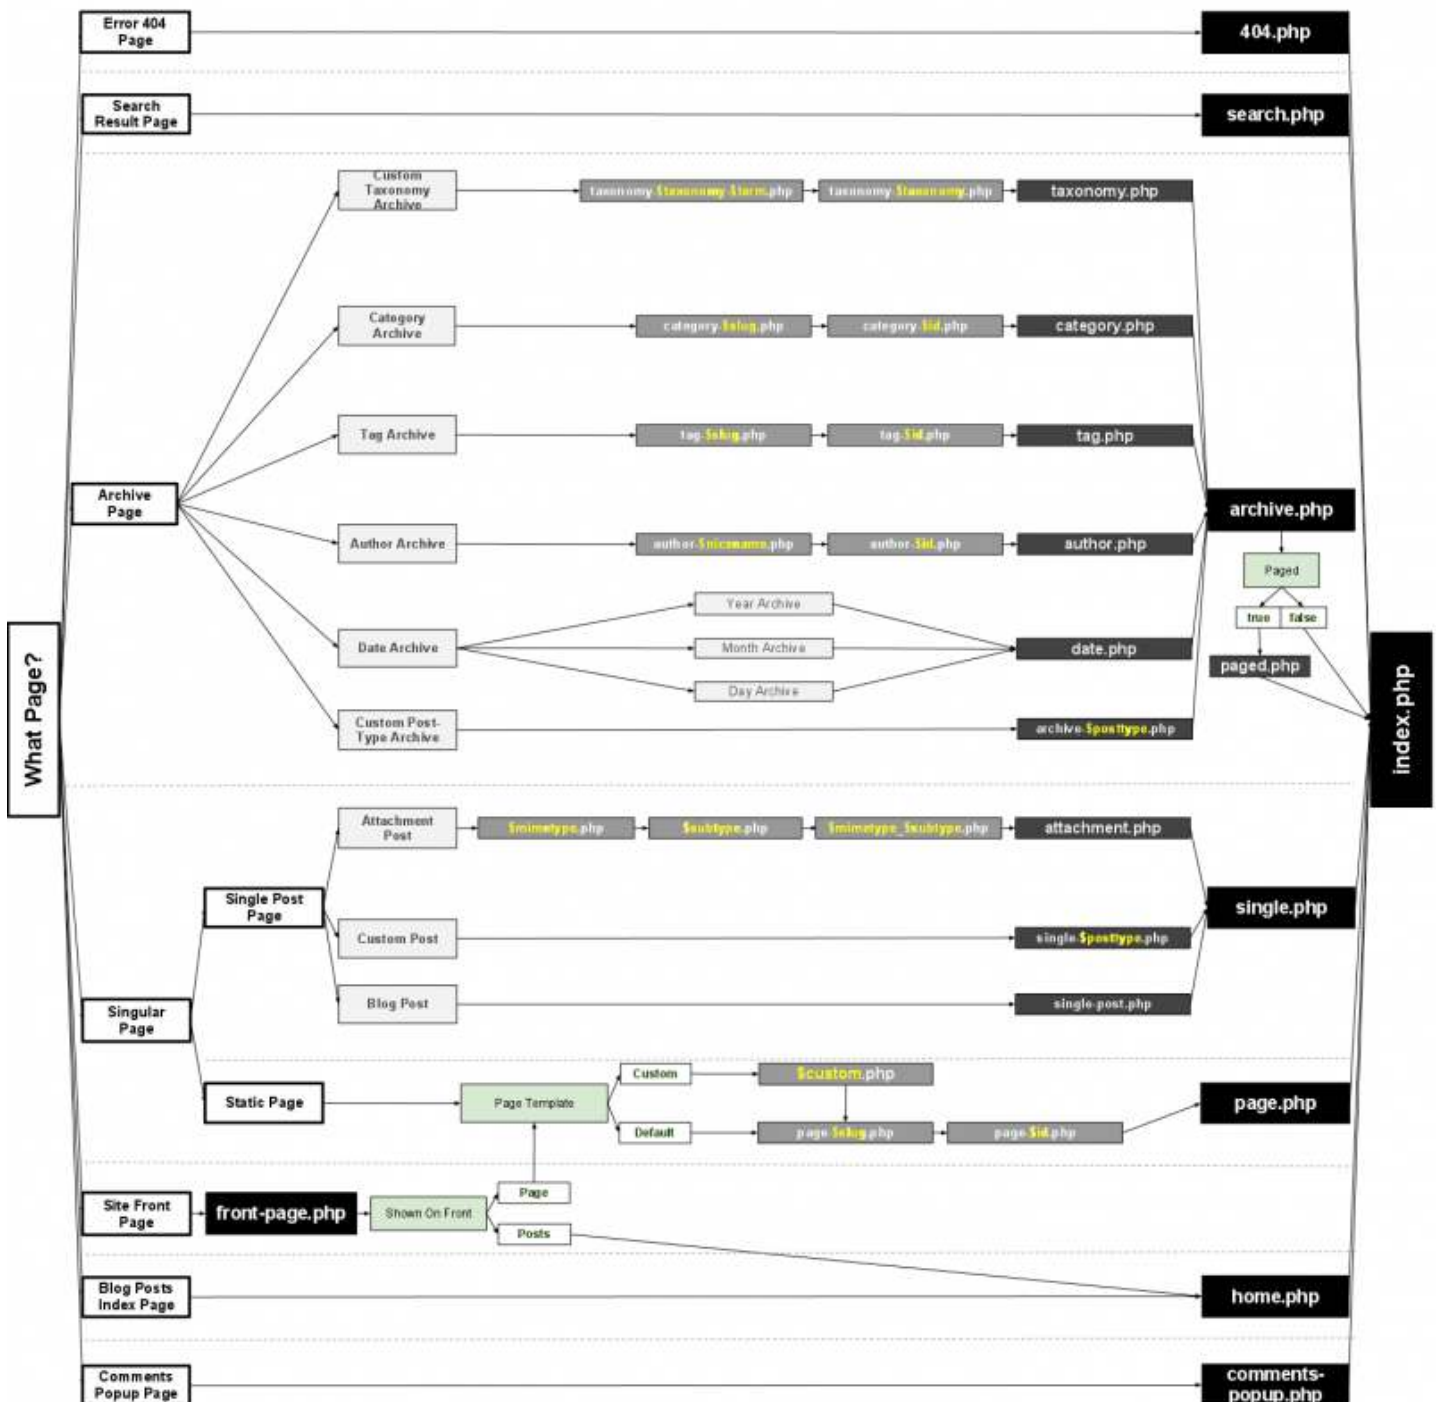 Error 404
Page
404.php
Search
Result Page
search.php
Custom
Taxonomy
Archive
taxonomy-$taxonomy-$term.php
taxonomy-$taxonomy.php
taxonomy.php
Category
Archive
category-$slug.php
category-$id.php
category.php
Tag Archive
tag-$slug.php
tag-$id.php
tag.php
Archive
Page
archive.php
Author Archive
author-$nicename.php
author-$id.php
author.php
Paged
true
false
paged.php
Date Archive
Year Archive
Month Archive
Day Archive
date.php
Custom Post-
Type Archive
archive-$posttype.php
What Page?
index.php
Attachment
Post
$mimetype.php
$subtype.php
$mimetype_$subtype.php
attachment.php
Single Post
Page
single.php
Custom Post
single-$posttype.php
Blog Post
single-post.php
Singular
Page
Static Page
Page Template
Custom
$custom.php
Default
page-$slug.php
page-$id.php
page.php
Site Front
Page
front-page.php
Shown On Front
Page
Posts
Blog Posts
Index Page
home.php
Comments
Popup Page
comments-
popup.php